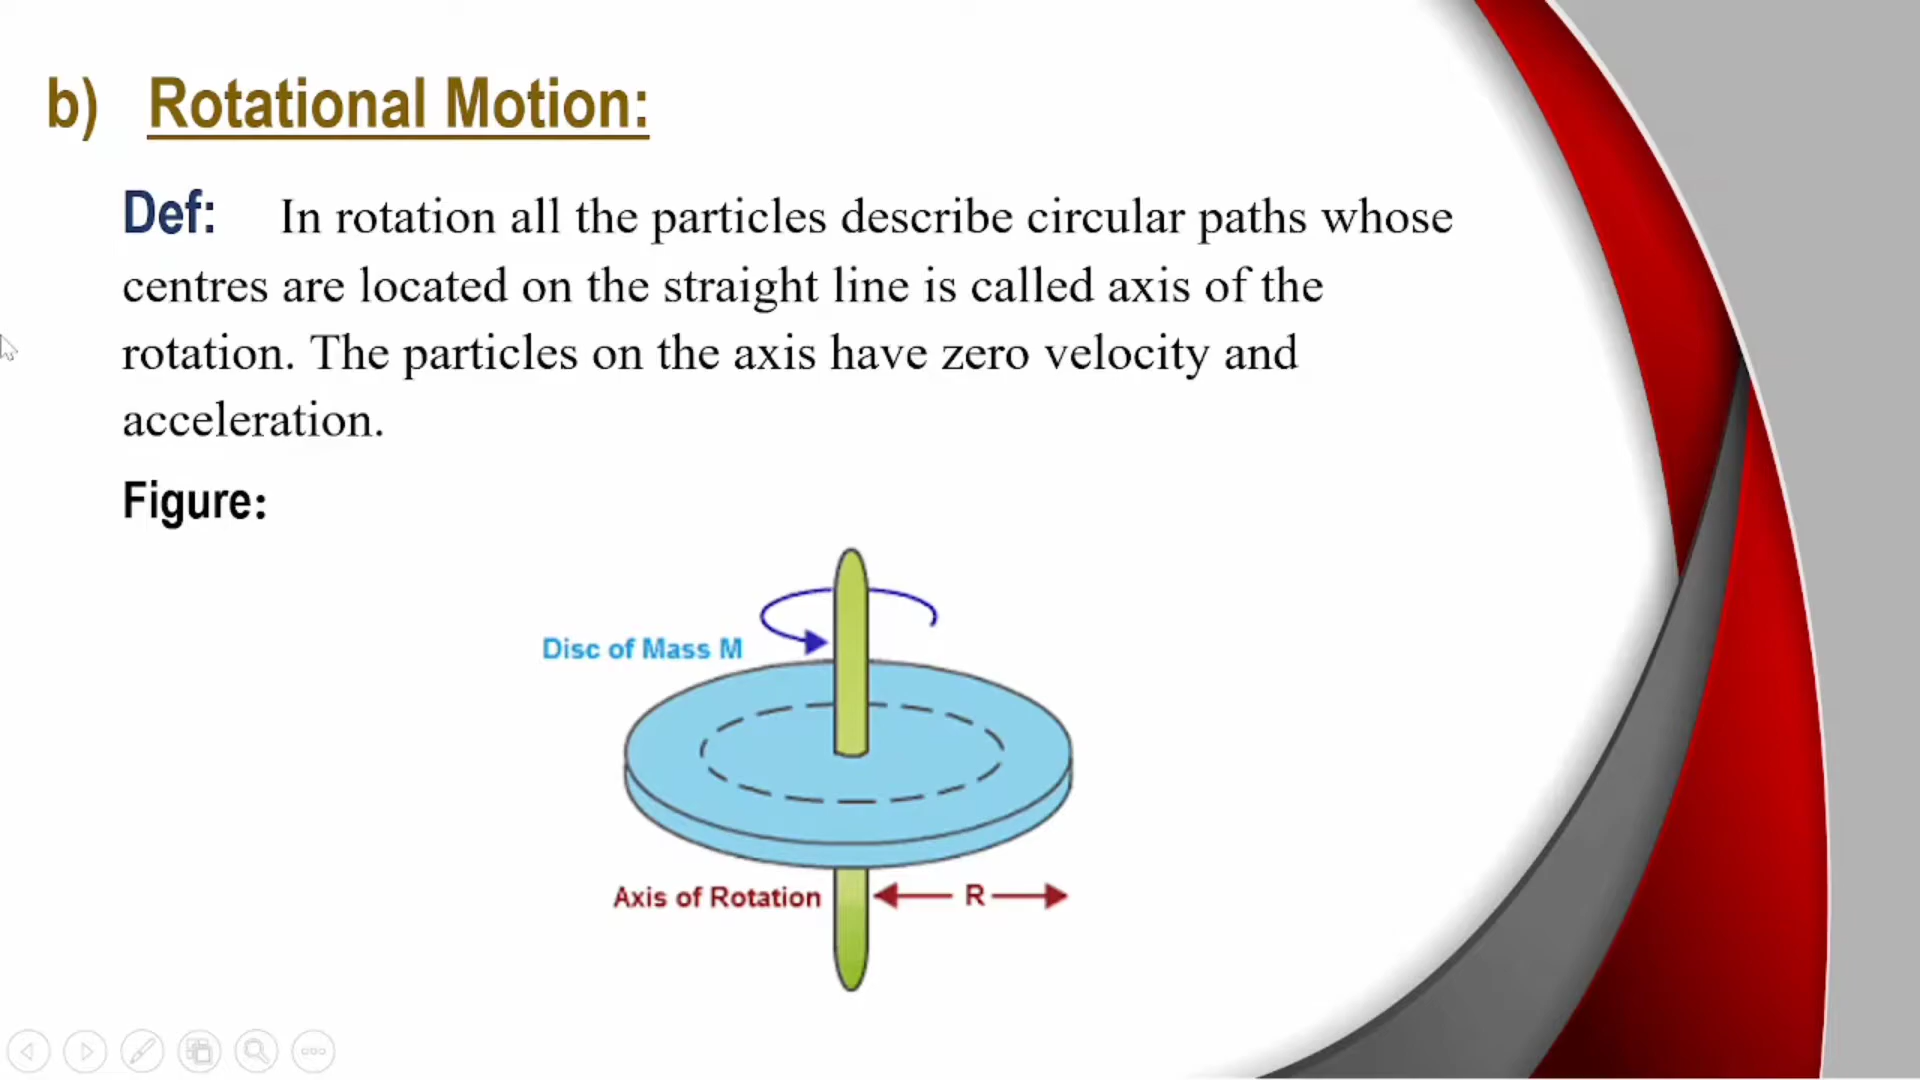 b) Rotational Motion:
Def: In rotation all the particles describe circular paths whose
centres are located on the straight line is called axis of the
rotation. The particles on the axis have zero velocity and
acceleration.
Figure:
Disc of Mass M
Axis of Rotation
R